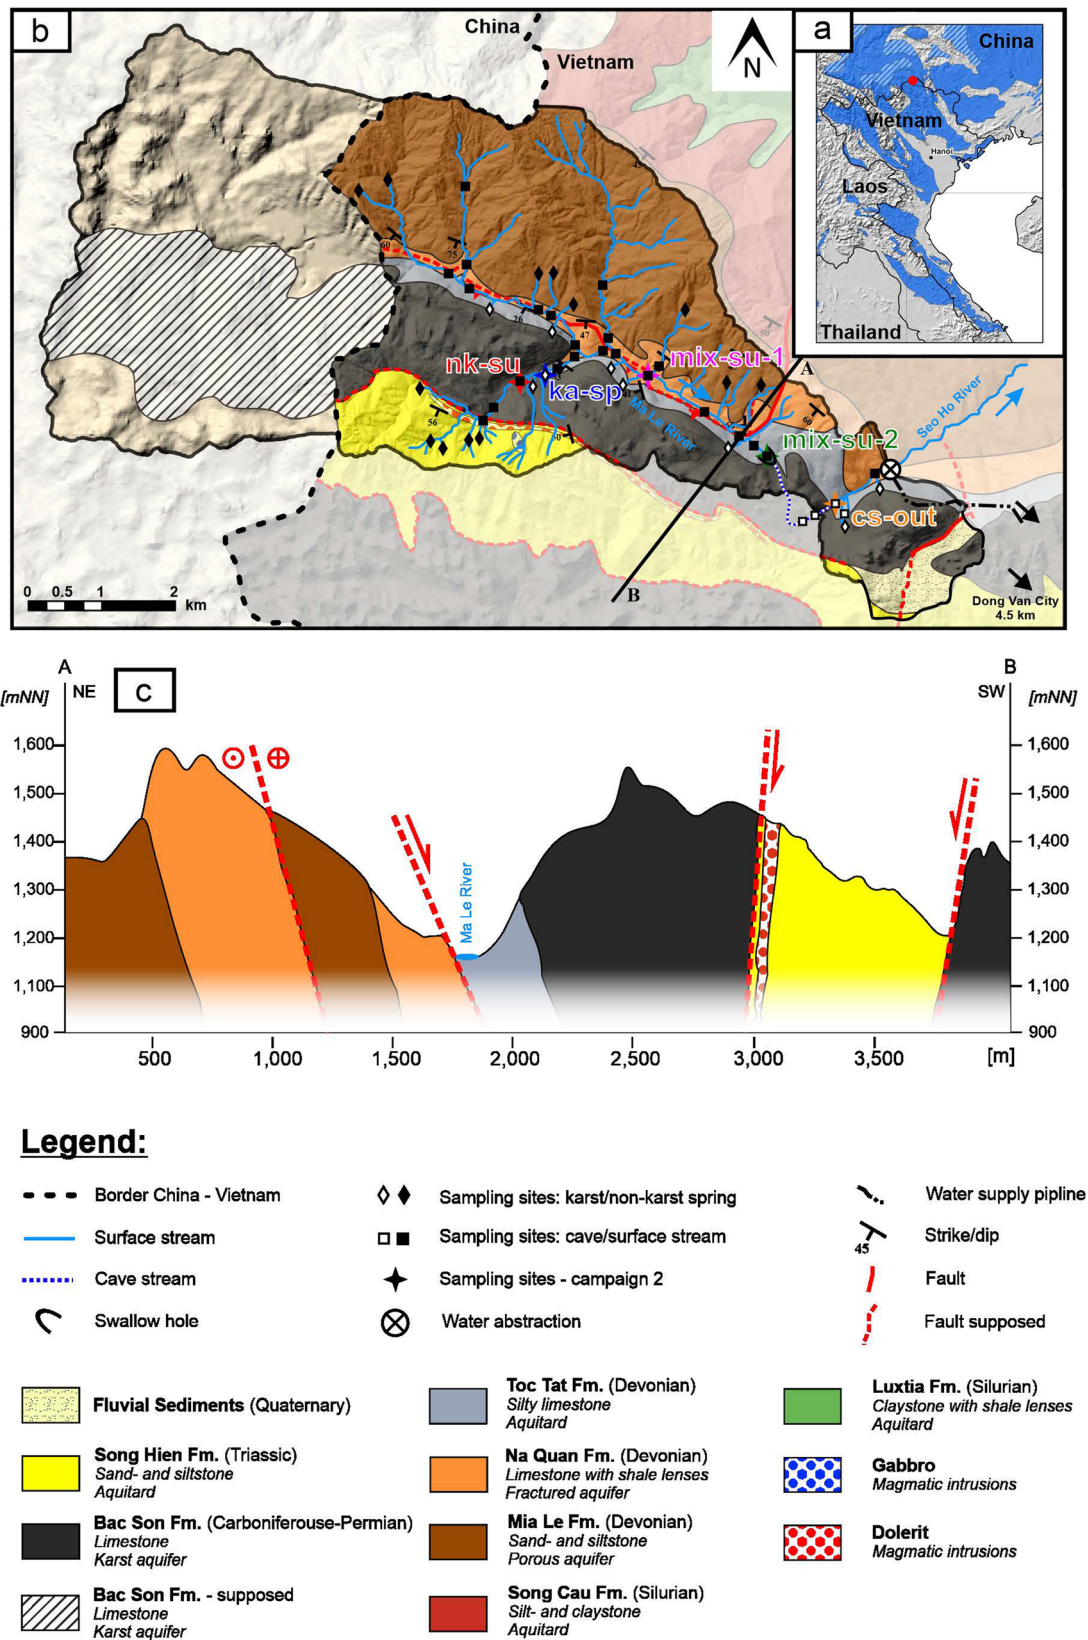 b
China
Vietnam
N
a
China
Vietnam
Hanoi
Laos
Thailand
45
60
75
26
47
50
nk-su
ka-sp
mix-su-1
A
Ma Le River
60
56
50
mix-su-2
Seo Ho River
cs-out
B
0 0.5 1 2
km
Dong Van City
4.5 km
A
B
[mNN]
NE
C
SW
[mNN]
1,600
1,600
1,500
1,500
1,400
1,400
1,300
1,300
1,200
1,200
1,100
1,100
900
900
Ma Le River
500
1,000
1,500
2,000
2,500
3,000
3,500
[m]
Legend:
Border China - Vietnam
Sampling sites: karst/non-karst spring
Water supply pipline
Surface stream
Sampling sites: cave/surface stream
45
Strike/dip
Cave stream
Sampling sites - campaign 2
Fault
Swallow hole
Water abstraction
Fault supposed
Fluvial Sediments (Quaternary)
Toc Tat Fm. (Devonian)
Silty limestone
Aquitard
Luxtia Fm. (Silurian)
Claystone with shale lenses
Aquitard
Song Hien Fm. (Triassic)
Sand- and siltstone
Aquitard
Na Quan Fm. (Devonian)
Limestone with shale lenses
Fractured aquifer
Gabbro
Magmatic intrusions
Bac Son Fm. (Carboniferouse-Permian)
Limestone
Karst aquifer
Mia Le Fm. (Devonian)
Sand- and siltstone
Porous aquifer
Dolerit
Magmatic intrusions
Bac Son Fm. - supposed
Limestone
Karst aquifer
Song Cau Fm. (Silurian)
Silt- and claystone
Aquitard